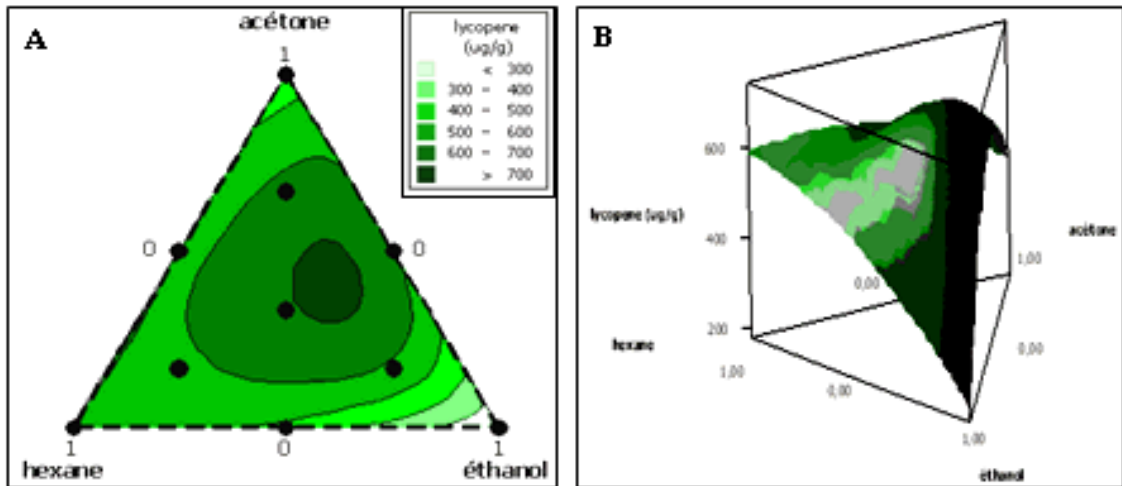 A
acétone
1
lycopene
(ug/g)
< 300
300 - 400
400 - 500
500 - 600
600 - 700
> 700
0 0
1 0 1
hexane éthanol
B
600
lycopene (ug/g)
400
200
acétone
1,00
0,00
0,00
hexane
1,00
0,00
1,00
éthanol